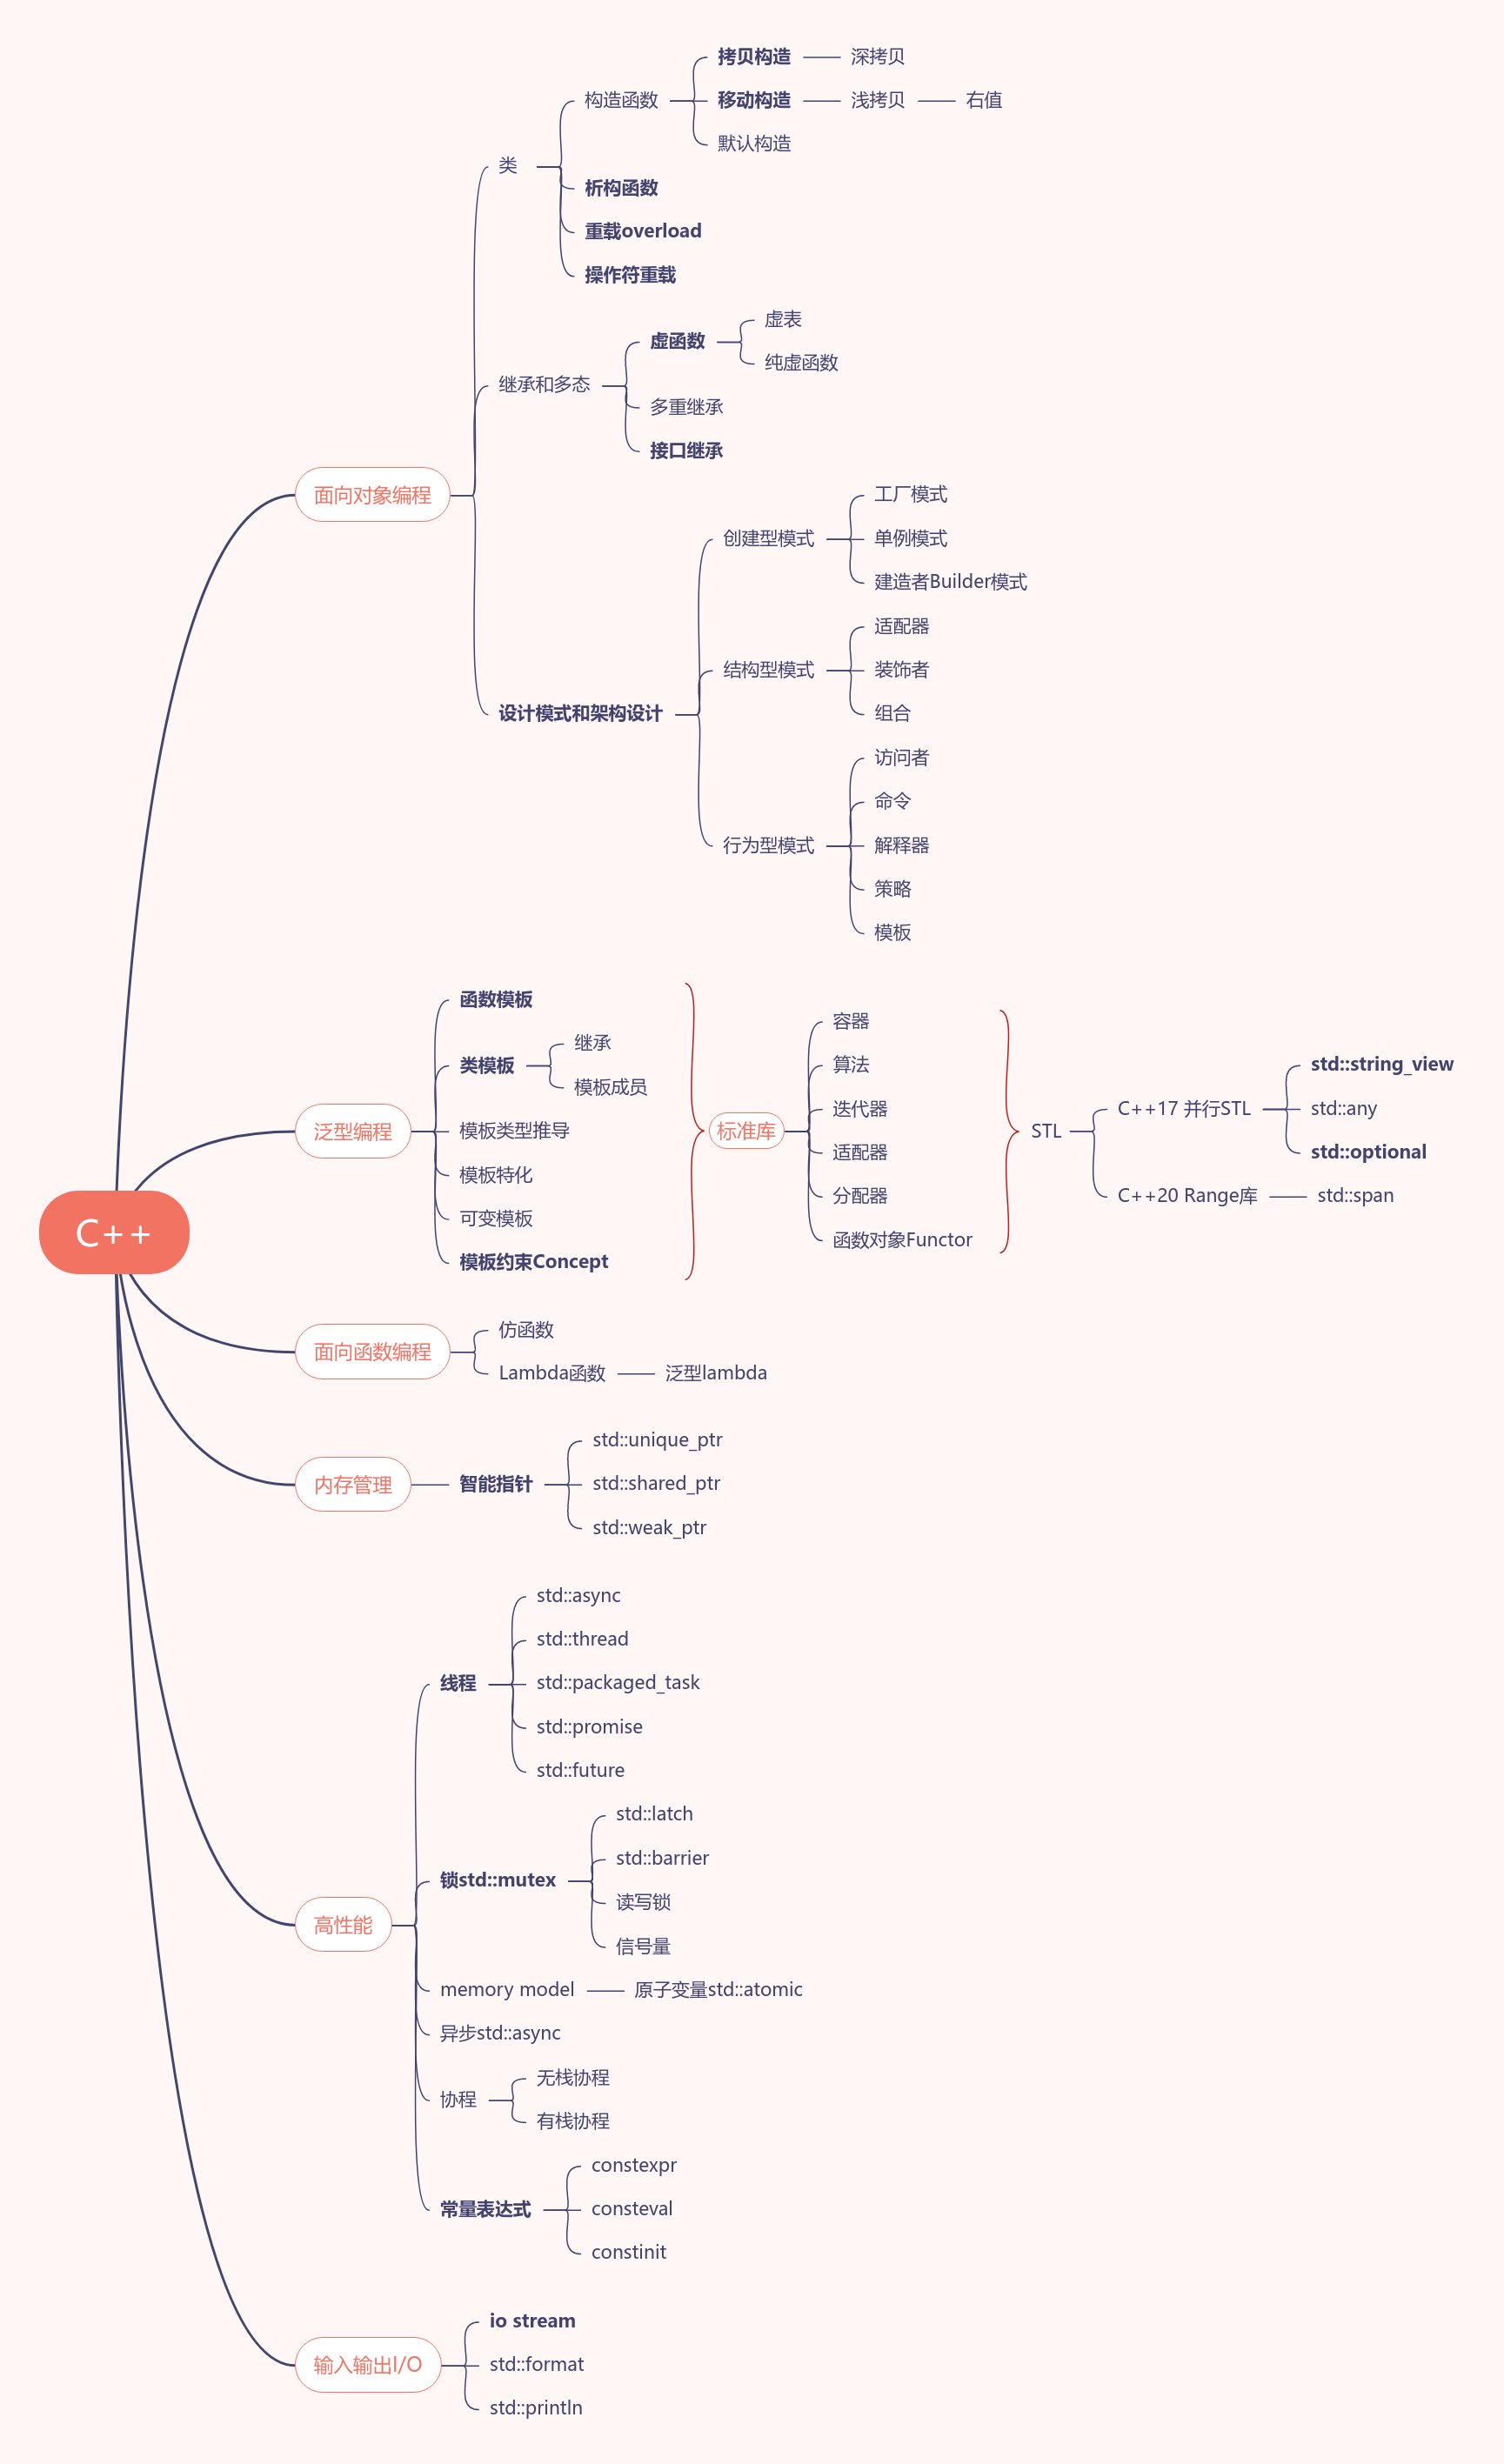 拷贝构造
深拷贝
构造函数
移动构造
浅拷贝
右值
默认构造
类
析构函数
重载overload
操作符重载
虚表
虚函数
纯虚函数
继承和多态
多重继承
接口继承
面向对象编程
工厂模式
创建型模式
单例模式
建造者Builder模式
适配器
结构型模式
装饰者
设计模式和架构设计
组合
访问者
命令
行为型模式
解释器
策略
模板
函数模板
类模板
继承
模板成员
泛型编程
模板类型推导
模板特化
可变模板
模板约束Concept
标准库
容器
算法
迭代器
适配器
分配器
函数对象Functor
STL
C++17 并行STL
std::string_view
std::any
std::optional
C++20 Range库
std::span
C++
面向函数编程
仿函数
Lambda函数
泛型lambda
内存管理
智能指针
std::unique_ptr
std::shared_ptr
std::weak_ptr
高性能
线程
std::async
std::thread
std::packaged_task
std::promise
std::future
锁std::mutex
std::latch
std::barrier
读写锁
信号量
memory model
原子变量std::atomic
异步std::async
协程
无栈协程
有栈协程
常量表达式
constexpr
consteval
constinit
输入输出I/O
io stream
std::format
std::println